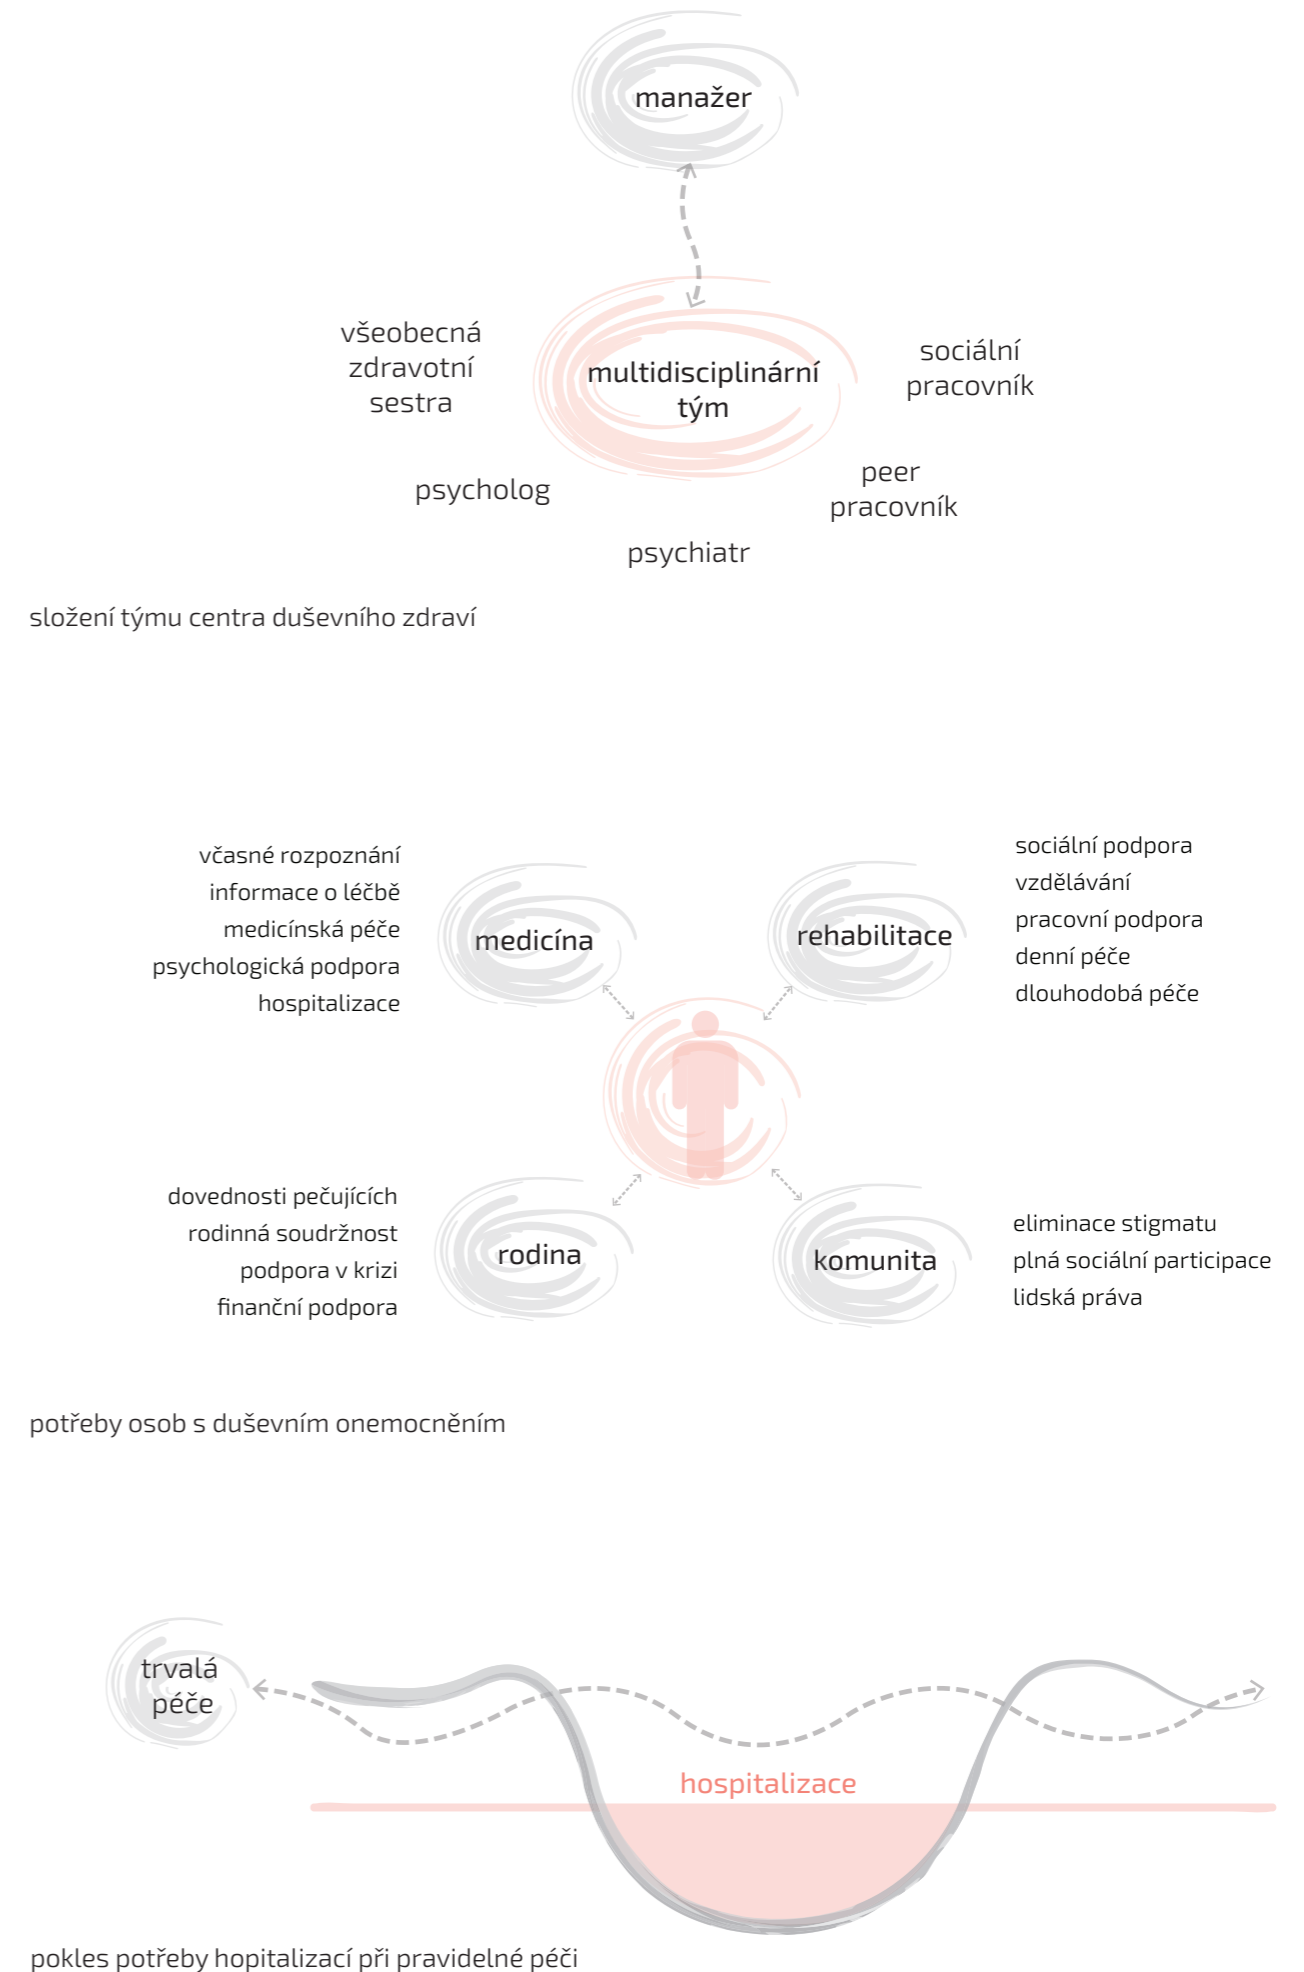 manažer
všeobecná
zdravotní
sestra
multidisciplinární
tým
sociální
pracovník
psycholog
peer
pracovník
psychiatr
složení týmu centra duševního zdraví
včasné rozpoznání
informace o léčbě
medicínská péče
psychologická podpora
hospitalizace
medicína
rehabilitace
sociální podpora
vzdělávání
pracovní podpora
denní péče
dlouhodobá péče
dovednosti pečujících
rodinná soudržnost
podpora v krizi
finanční podpora
rodina
komunita
eliminace stigmatu
plná sociální participace
lidská práva
potřeby osob s duševním onemocněním
trvalá
péče
hospitalizace
pokles potřeby hopitalizací při pravidelné péči